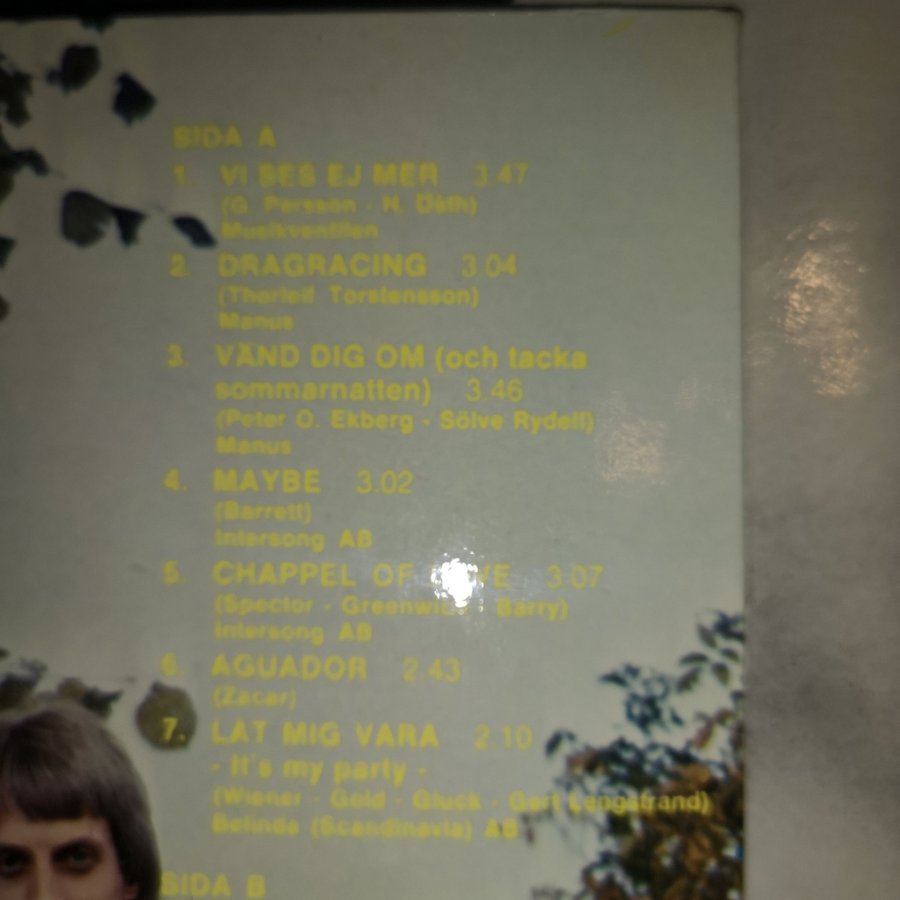 SIDA A
1. VI SES EJ MER 3.47
(G. Persson - N. Üäth)
Musikventilen
2. DRAGRACING 3.04
(Thorleif Torstensson)
Manus
3. VÄND DIG OM (och tacka
sommarnatten) 3.46
(Peter O. Ekberg - Sölve Rydell)
Manus
4. MAYBE 3.02
(Barrett)
Intersong AB
5. CHAPPEL OF 3.07
(Spector - Greenwich - Barry)
Intersong AB
6. AGUADOR 2.43
(Zacar)
7. LÅT MIG VARA 2.10
- It's my party -
(Wiener - Gold - Gluck - Gert Lengstrand)
Belinda (Scandinavia) AB
SIDA B